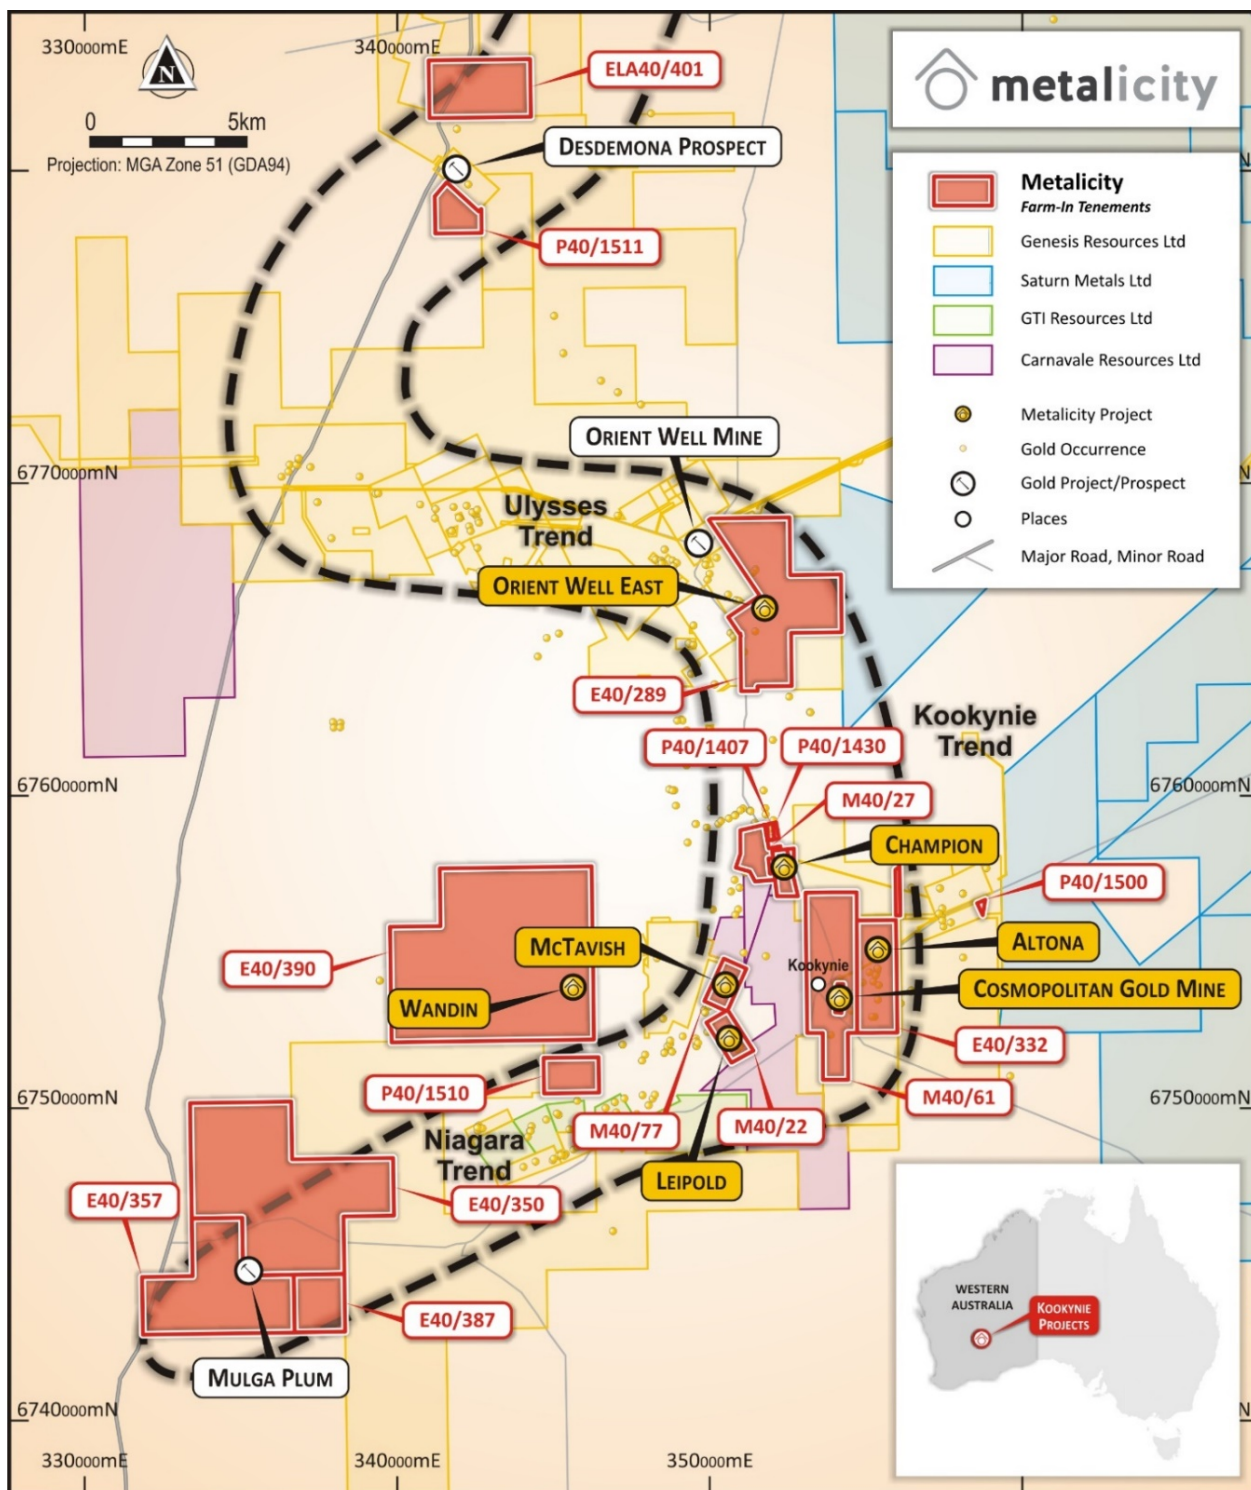 330000mE
340000mE
N
0
5km
Projection: MGA Zone 51 (GDA94)
ELA40/401
DESDEMONA PROSPECT
P40/1511
metalicity
Metalicity
Farm-In Tenements
Genesis Resources Ltd
Saturn Metals Ltd
GTI Resources Ltd
Carnavale Resources Ltd
Metalicity Project
Gold Occurrence
Gold Project/Prospect
Places
Major Road, Minor Road
ORIENT WELL MINE
6770000mN
Ulysses
Trend
ORIENT WELL EAST
E40/289
Kookynie
Trend
P40/1407
P40/1430
M40/27
6760000mN
6760000mN
CHAMPION
P40/1500
ALTONA
MCTAVISH
E40/390
Kookynie
WANDIN
COSMOPOLITAN GOLD MINE
E40/332
P40/1510
M40/61
6750000mN
6750000mN
M40/77
M40/22
Niagara
Trend
LEIPOLD
E40/357
E40/350
E40/387
MULGA PLUM
WESTERN
AUSTRALIA
KOOKYNIE
PROJECTS
6740000mN
N
N
N
330000mE
340000mE
350000mE